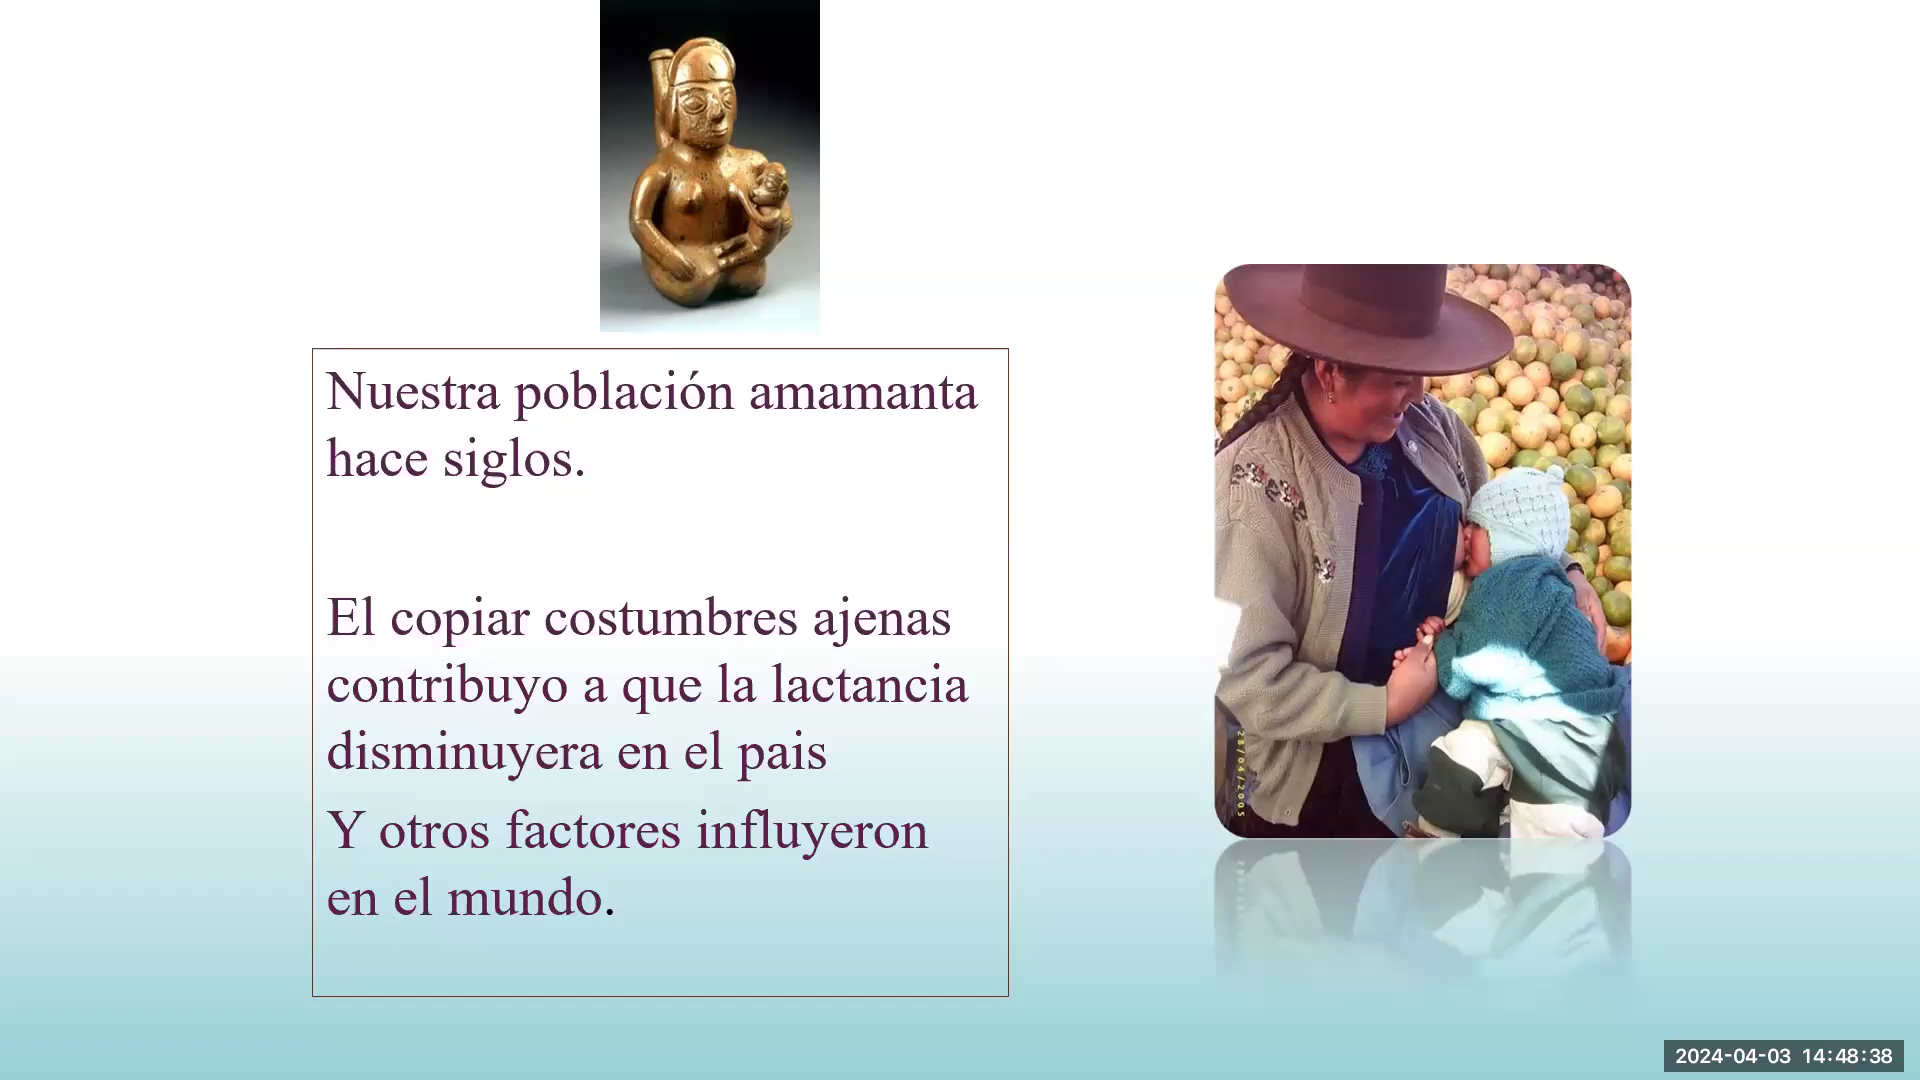 Nuestra población amamanta
hace siglos.
El copiar costumbres ajenas
contribuyo a que la lactancia
disminuyera en el pais
Y otros factores influyeron
en el mundo.
28/04/2005
2024-04-03 14:48:38